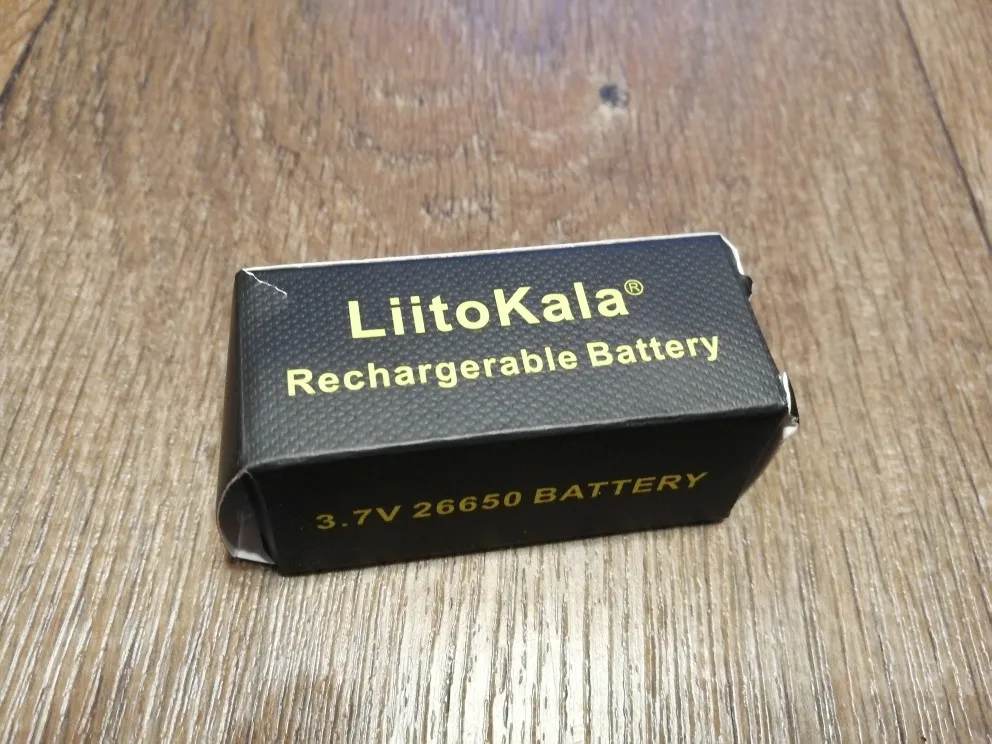 LiitoKala®
Rechargerable Battery
3.7V 26650 BATTERY